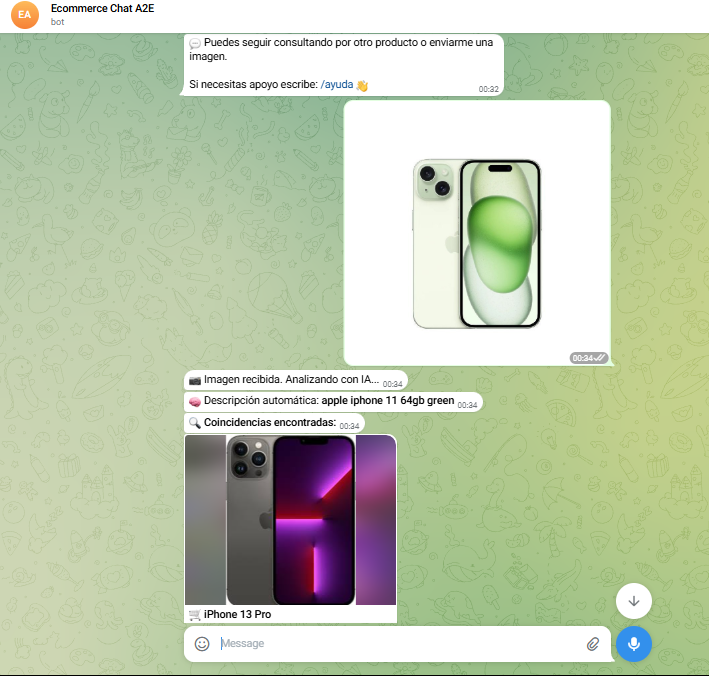 EA
Ecommerce Chat A2E
bot
💬 Puedes seguir consultando por otro producto o enviarme una
imagen.
Si necesitas apoyo escribe: /ayuda 👋
00:32
00:34
📷 Imagen recibida. Analizando con IA... 00:34
🧠 Descripción automática: apple iphone 11 64gb green 00:34
🔍 Coincidencias encontradas: 00:34
🛒 iPhone 13 Pro
Message